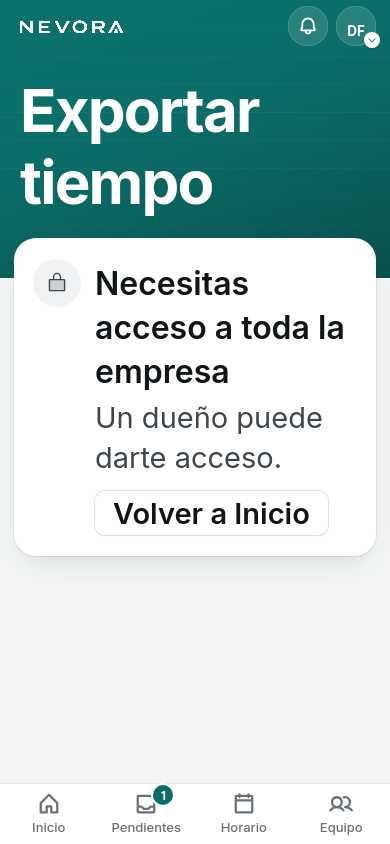 NEVORA
DF
Exportar
tiempo
Necesitas
acceso a toda la
empresa
Un dueño puede
darte acceso.
Volver a Inicio
1
Inicio
Pendientes
Horario
Equipo